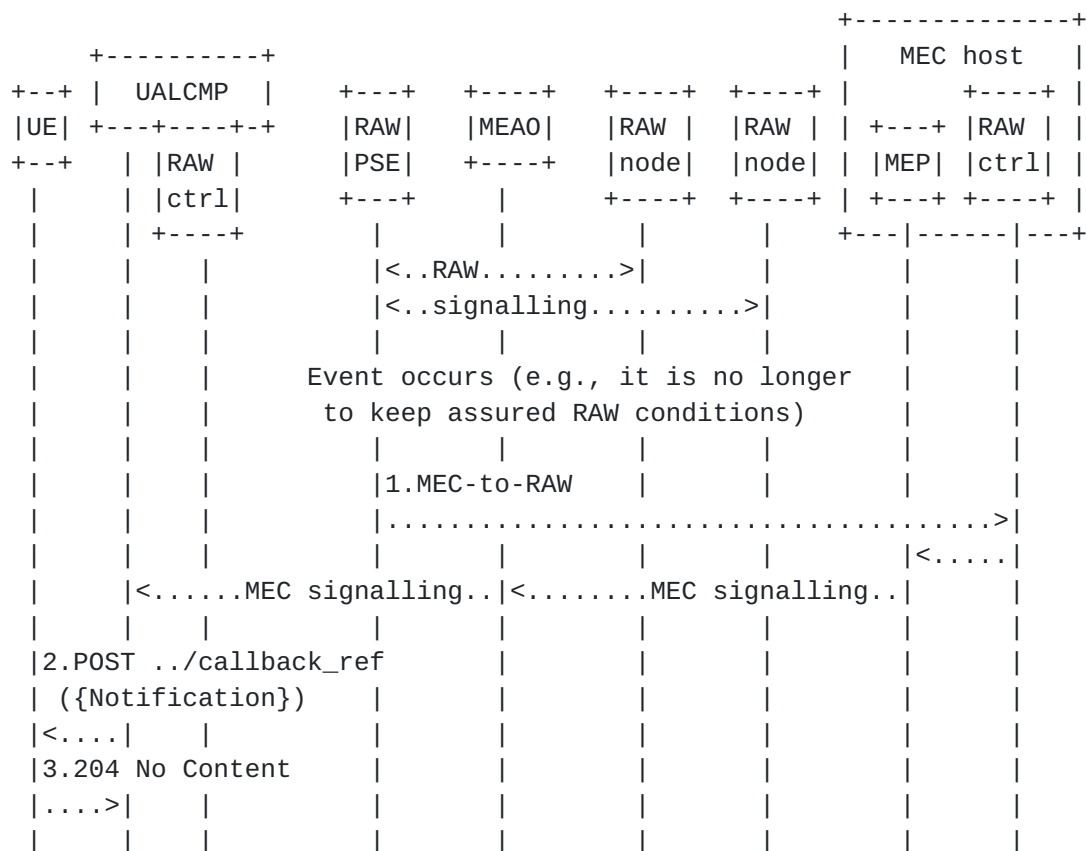 +--------------+
     +----------+                                    |   MEC host   |
+--+ |  UALCMP  |    +---+   +----+   +----+  +----+ |       +----+ |
|UE| +---+----+-+    |RAW|   |MEAO|   |RAW |  |RAW | | +---+ |RAW | |
+--+   | |RAW |      |PSE|   +----+   |node|  |node| | |MEP| |ctrl| |
 |     | |ctrl|      +---+     |      +----+  +----+ | +---+ +----+ |
 |     | +----+        |       |        |       |    +---|------|---+
 |     |    |          |<..RAW.........>|       |        |      |
 |     |    |          |<..signalling..........>|        |      |
 |     |    |          |       |        |       |        |      |
 |     |    |     Event occurs (e.g., it is no longer    |      |
 |     |    |      to keep assured RAW conditions)       |      |
 |     |    |          |       |        |       |        |      |
 |     |    |          |1.MEC-to-RAW    |       |        |      |
 |     |    |          |.......................................>|
 |     |    |          |       |        |       |        |<.....|
 |     |<......MEC signalling..|<........MEC signalling..|      |
 |     |    |          |       |        |       |        |      |
 |2.POST ../callback_ref       |        |       |        |      |
 | ({Notification})    |       |        |       |        |      |
 |<....|    |          |       |        |       |        |      |
 |3.204 No Content     |       |        |       |        |      |
 |....>|    |          |       |        |       |        |      |
 |     |    |          |       |        |       |        |      |